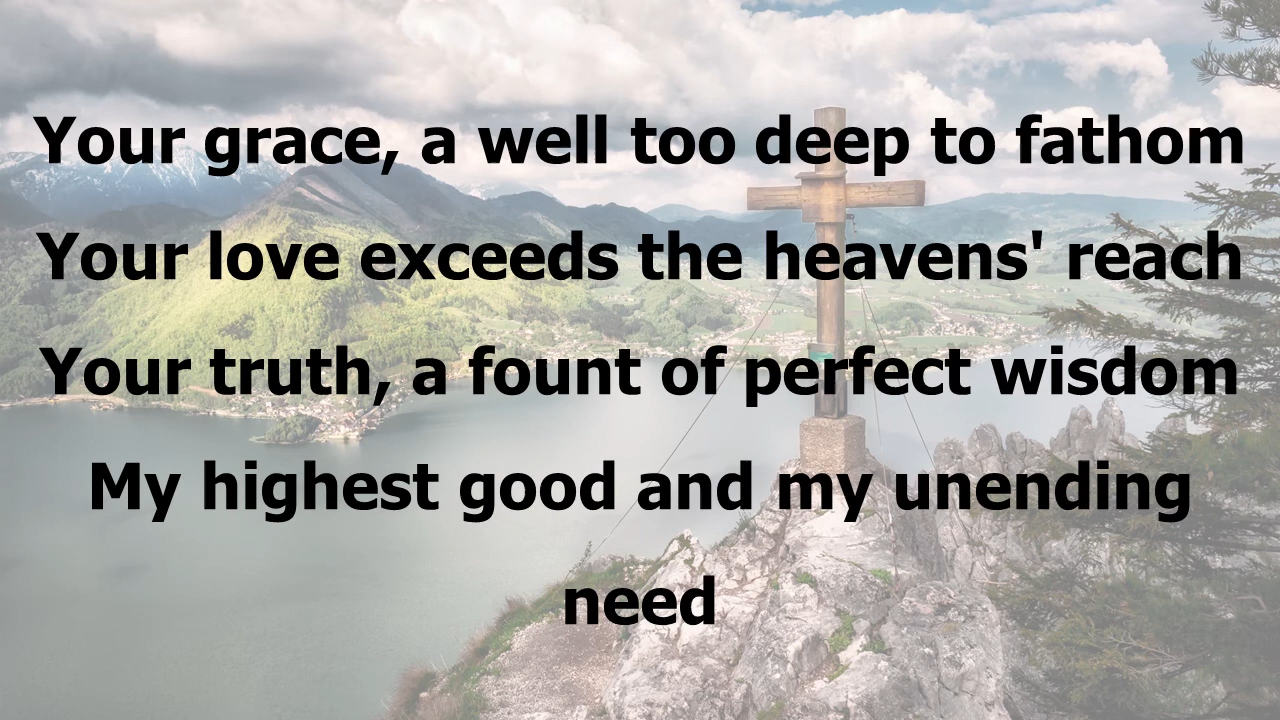 Your grace, a well too deep to fathom
Your love exceeds the heavens' reach
Your truth, a fount of perfect wisdom
My highest good and my unending
need